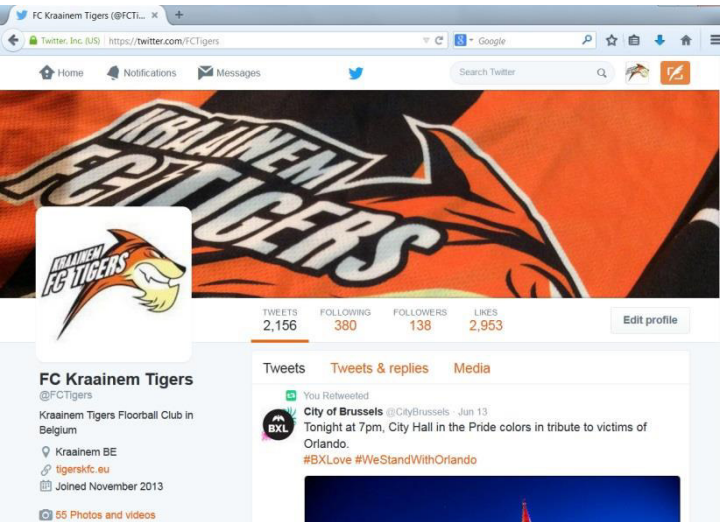 FC Kraainem Tigers (@FCTi...
Twitter, Inc. (US) https://twitter.com/FCTigers
Google
Home Notifications Messages
Search Twitter
KRAAINEM
FC TIGERS
KRAAINEM
FC TIGERS
TWEETS FOLLOWING FOLLOWERS LIKES
2,156 380 138 2,953
Edit profile
FC Kraainem Tigers
@FCTigers
Kraainem Tigers Floorball Club in
Belgium
Kraainem BE
tigerskfc.eu
Joined November 2013
55 Photos and videos
Tweets Tweets & replies Media
You Retweeted
BXL
City of Brussels @CityBrussels · Jun 13
Tonight at 7pm, City Hall in the Pride colors in tribute to victims of
Orlando.
#BXLove #WeStandWithOrlando